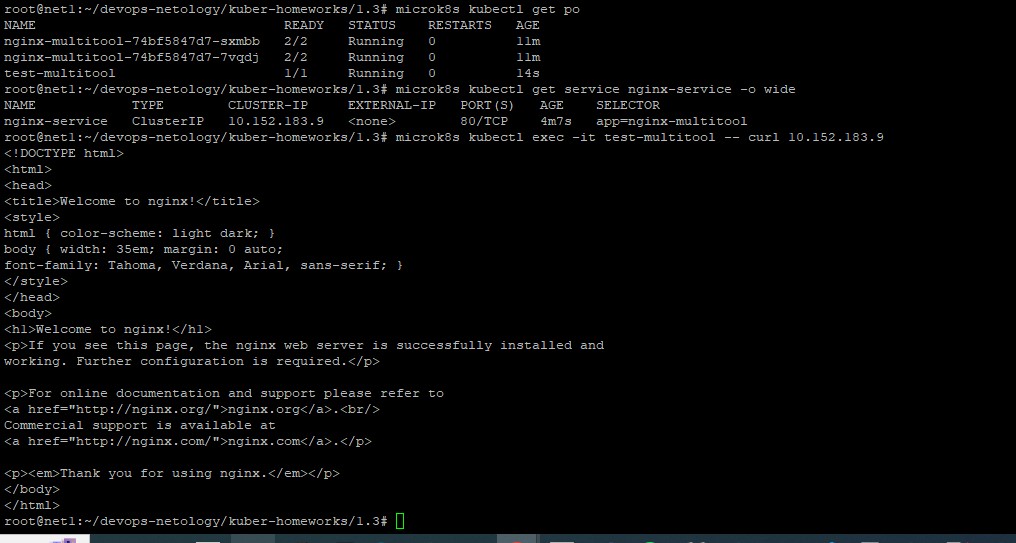 root@net1:~/devops-netology/kuber-homeworks/1.3# microk8s kubectl get po
NAME                               READY   STATUS    RESTARTS   AGE
nginx-multitool-74bf5847d7-sxmbb   2/2     Running   0          11m
nginx-multitool-74bf5847d7-7vqdj   2/2     Running   0          11m
test-multitool                     1/1     Running   0          14s
root@net1:~/devops-netology/kuber-homeworks/1.3# microk8s kubectl get service nginx-service -o wide
NAME            TYPE        CLUSTER-IP     EXTERNAL-IP   PORT(S)   AGE    SELECTOR
nginx-service   ClusterIP   10.152.183.9   <none>        80/TCP    4m7s   app=nginx-multitool
root@net1:~/devops-netology/kuber-homeworks/1.3# microk8s kubectl exec -it test-multitool -- curl 10.152.183.9
<!DOCTYPE html>
<html>
<head>
<title>Welcome to nginx!</title>
<style>
html { color-scheme: light dark; }
body { width: 35em; margin: 0 auto;
font-family: Tahoma, Verdana, Arial, sans-serif; }
</style>
</head>
<body>
<h1>Welcome to nginx!</h1>
<p>If you see this page, the nginx web server is successfully installed and
working. Further configuration is required.</p>

<p>For online documentation and support please refer to
<a href="http://nginx.org/">nginx.org</a>.<br/>
Commercial support is available at
<a href="http://nginx.com/">nginx.com</a>.</p>

<p><em>Thank you for using nginx.</em></p>
</body>
</html>
root@net1:~/devops-netology/kuber-homeworks/1.3#